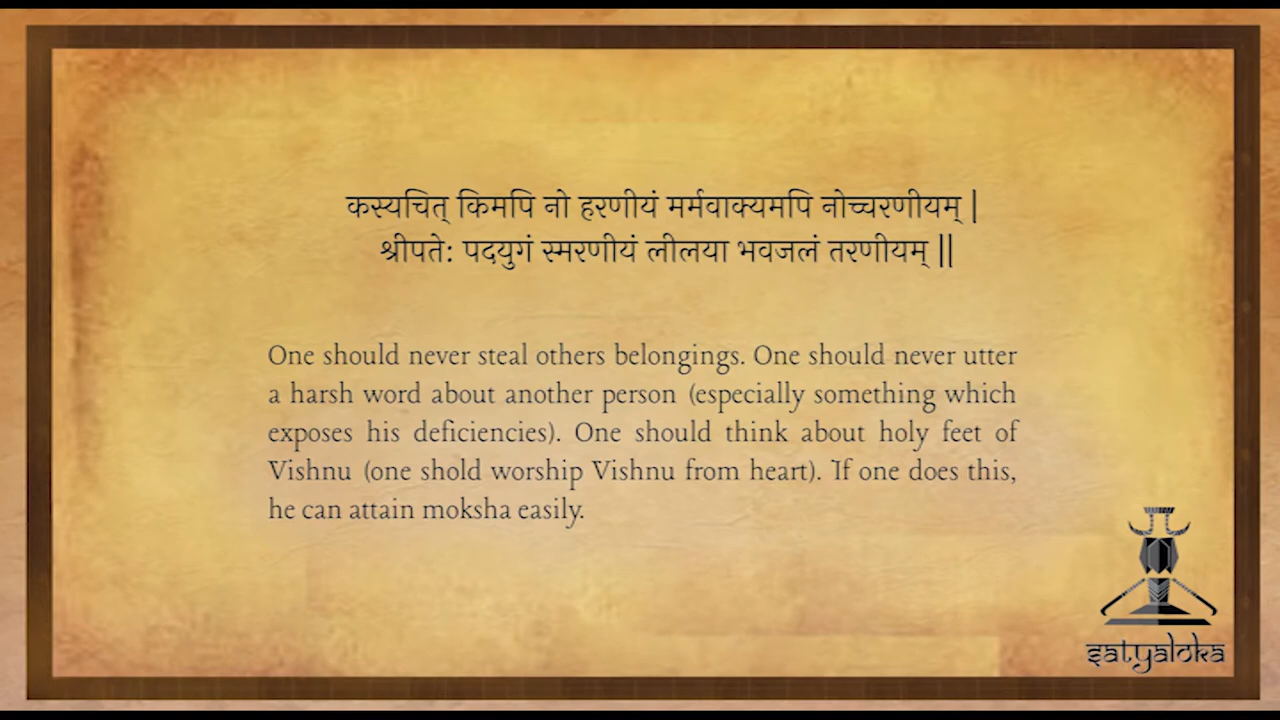 कस्यचित् किमपि नो हरणीयं मर्मवाक्यमपि नोच्चरणीयम् |
श्रीपतेः पदयुगं स्मरणीयं लीलया भवजलं तरणीयम् ||
One should never steal others belongings. One should never utter
a harsh word about another person (especially something which
exposes his deficiencies). One should think about holy feet of
Vishnu (one shold worship Vishnu from heart). If one does this,
he can attain moksha easily.
satyaloka